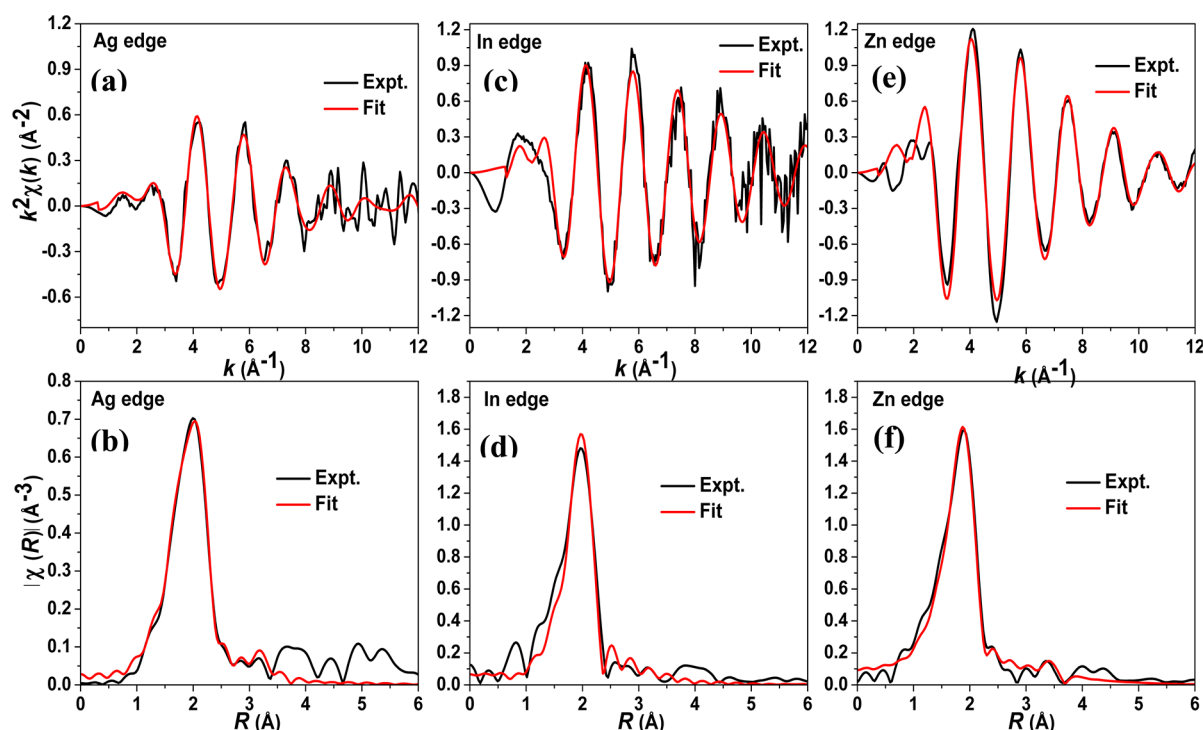 Ag edge
(a)
Expt.
Fit
k²χ(k) (Å-2)
1.2
0.9
0.6
0.3
0.0
-0.3
-0.6
0 2 4 6 8 10 12
k (Å-1)
In edge
(c)
Expt.
Fit
1.2
0.9
0.6
0.3
0.0
-0.3
-0.6
-0.9
-1.2
0 2 4 6 8 10 12
k (Å-1)
Zn edge
(e)
Expt.
Fit
1.2
0.9
0.6
0.3
0.0
-0.3
-0.6
-0.9
-1.2
0 2 4 6 8 10 12
k (Å-1)
Ag edge
(b)
Expt.
Fit
|χ(R)| (Å-3)
0.8
0.7
0.6
0.5
0.4
0.3
0.2
0.1
0.0
0 1 2 3 4 5 6
R (Å)
In edge
(d)
Expt.
Fit
1.8
1.6
1.4
1.2
1.0
0.8
0.6
0.4
0.2
0.0
0 1 2 3 4 5 6
R (Å)
Zn edge
(f)
Expt.
Fit
1.8
1.6
1.4
1.2
1.0
0.8
0.6
0.4
0.2
0.0
0 1 2 3 4 5 6
R (Å)